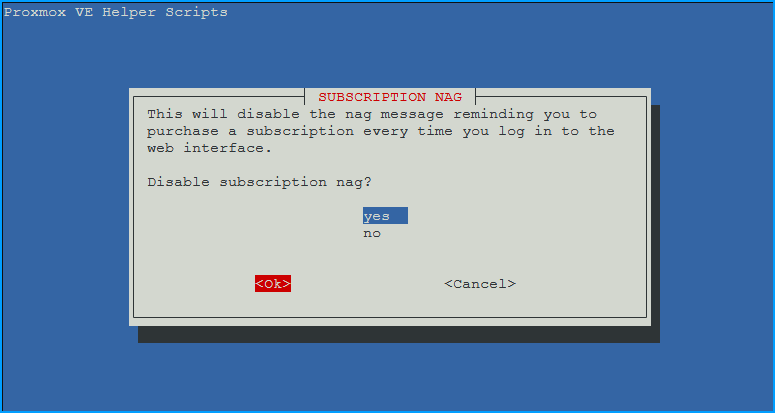 Proxmox VE Helper Scripts
SUBSCRIPTION NAG
This will disable the nag message reminding you to
purchase a subscription every time you log in to the
web interface.
Disable subscription nag?
yes
no
<Ok> <Cancel>